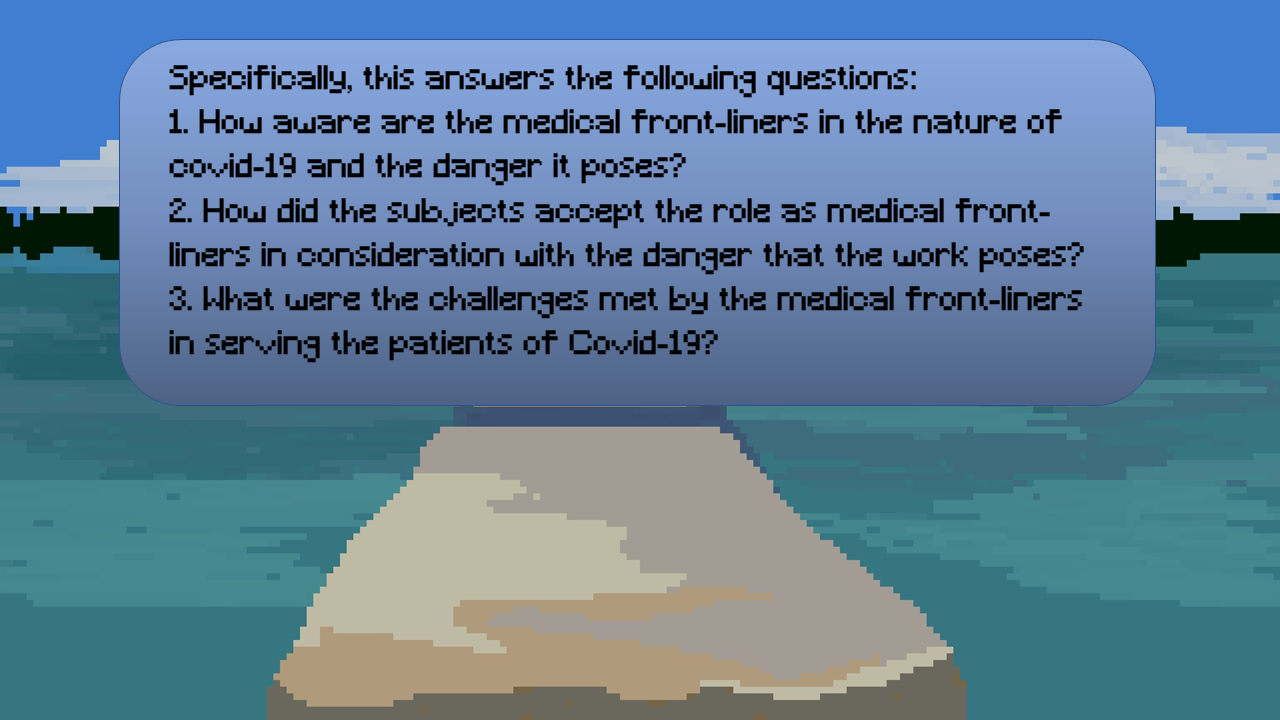 Specifically, this answers the following questions:
1. How aware are the medical front-liners in the nature of
covid-19 and the danger it poses?
2. How did the subjects accept the role as medical front-
liners in consideration with the danger that the work poses?
3. What were the challenges met by the medical front-liners
in serving the patients of Covid-19?